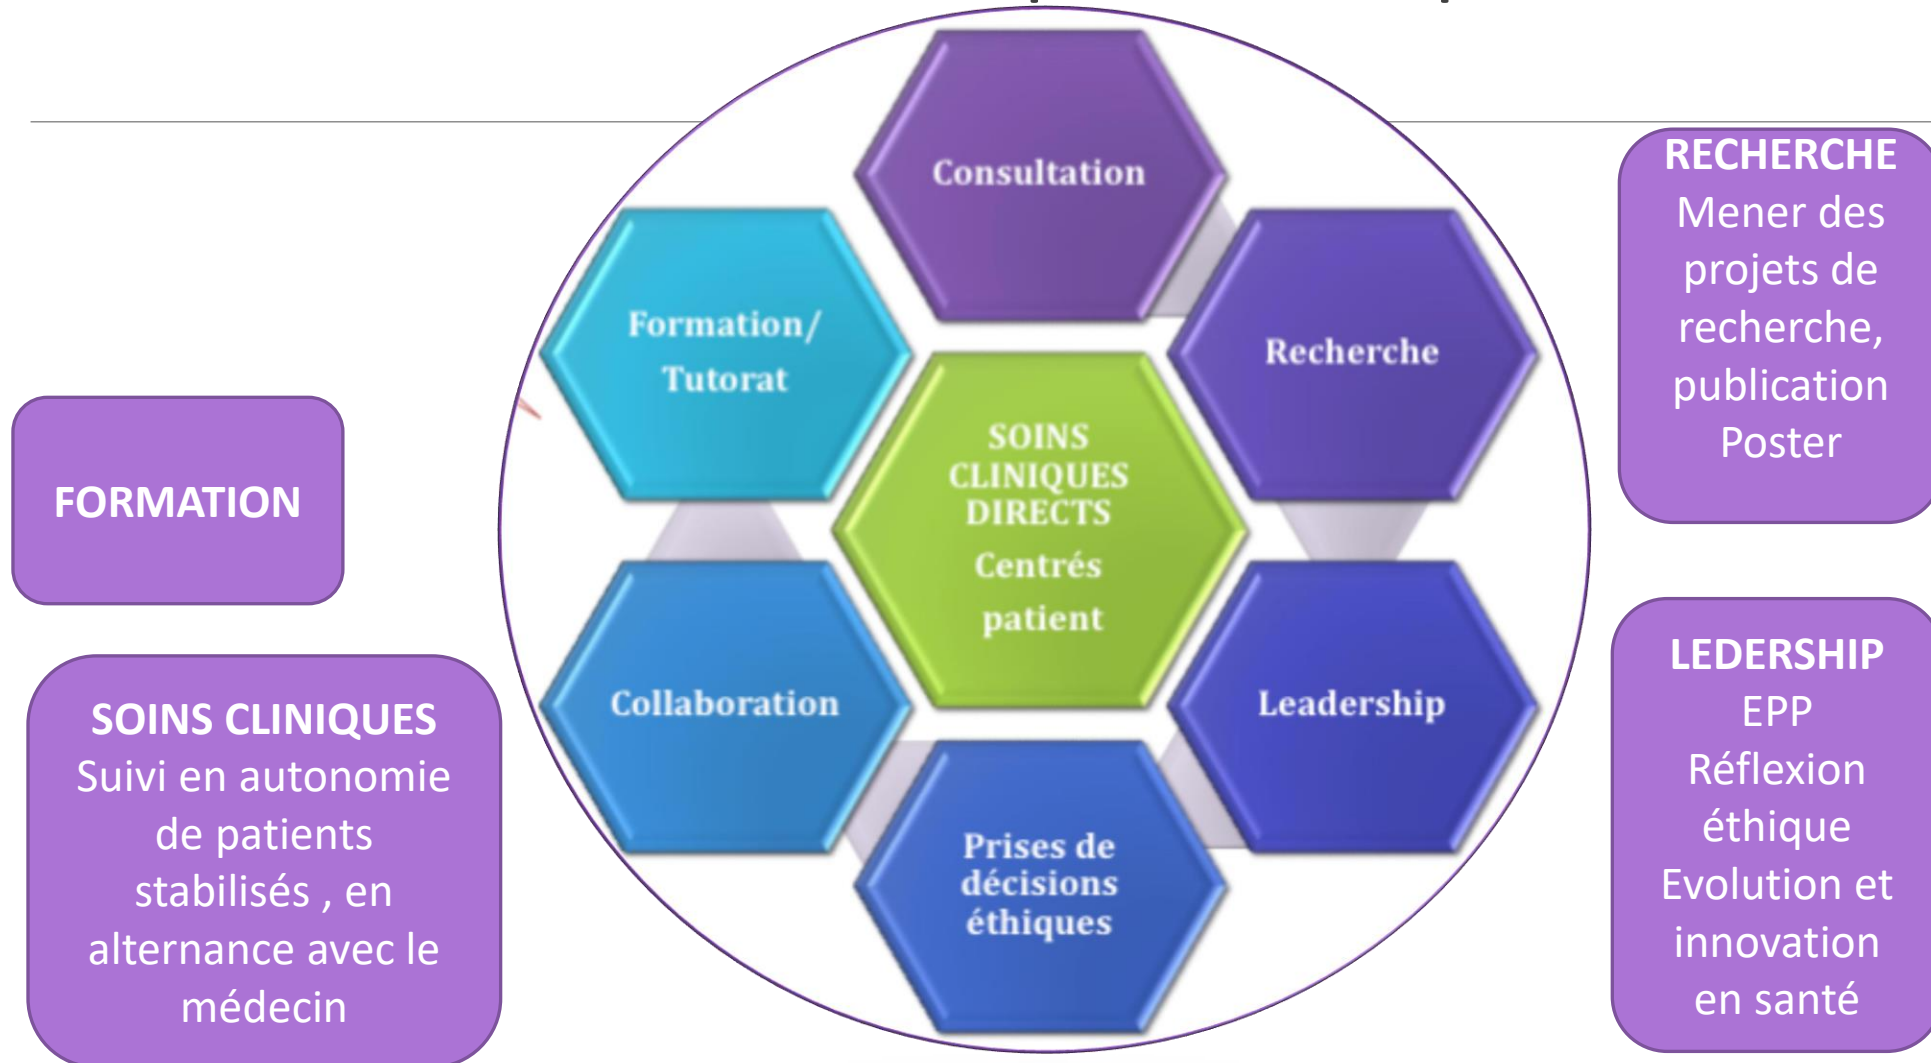 Consultation
Formation/
Tutorat
Recherche
SOINS
CLINIQUES
DIRECTS
Centrés
patient
Collaboration
Leadership
Prises de
décisions
éthiques
FORMATION
SOINS CLINIQUES
Suivi en autonomie
de patients
stabilisés , en
alternance avec le
médecin
RECHERCHE
Mener des
projets de
recherche,
publication
Poster
LEDERSHIP
EPP
Réflexion
éthique
Evolution et
innovation
en santé